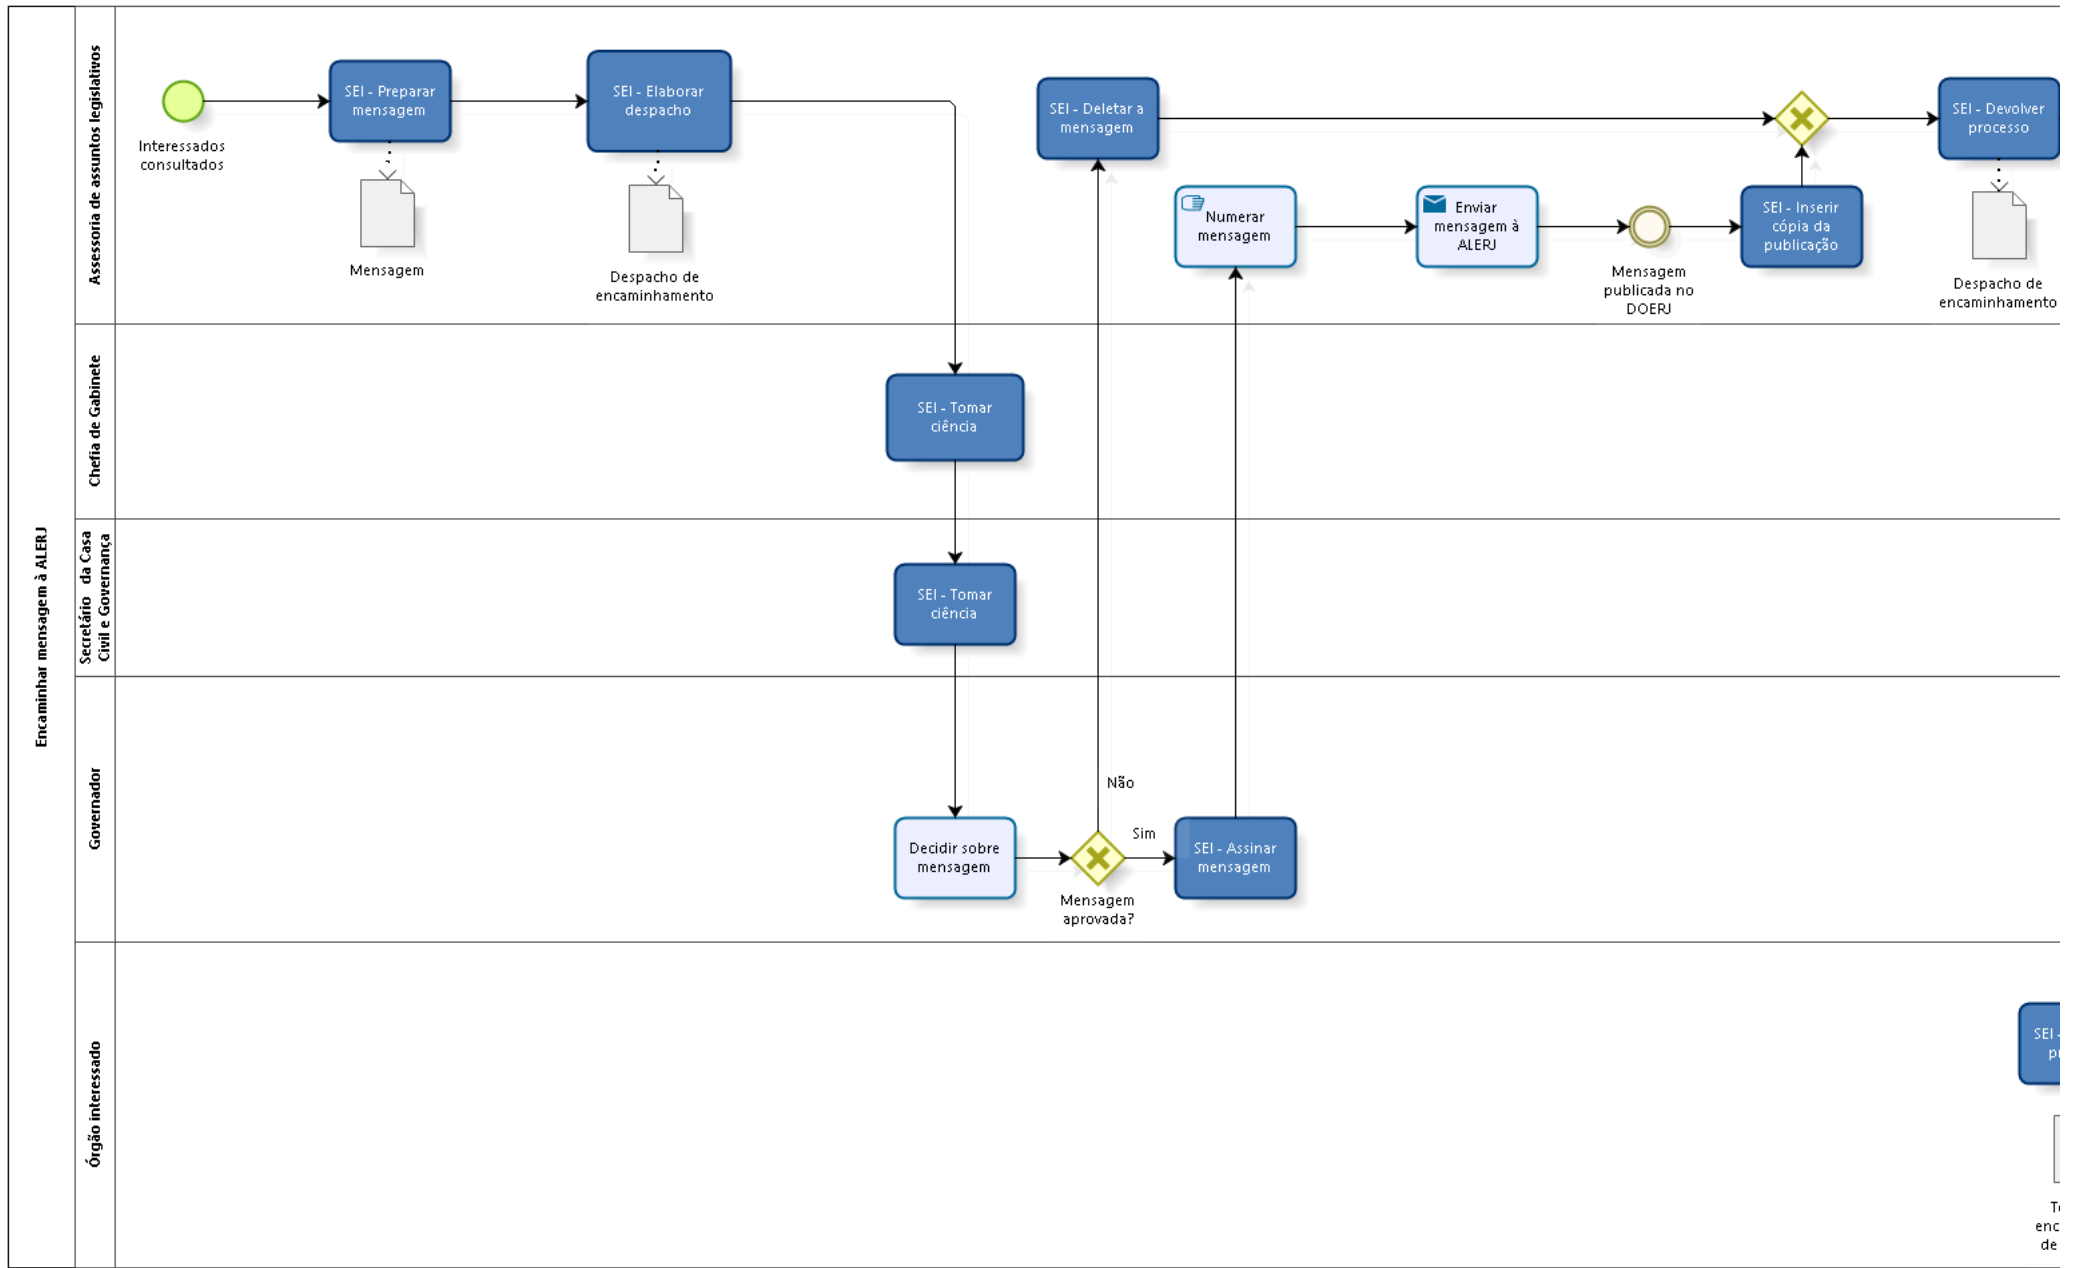 Encaminhar mensagem à ALERJ
Assessoria de assuntos legislativos
Interessados
consultados
SEI - Preparar
mensagem
Mensagem
SEI - Elaborar
despacho
Despacho de
encaminhamento
SEI - Deletar a
mensagem
Numerar
mensagem
Enviar
mensagem à
ALERJ
Mensagem
publicada no
DOERJ
SEI - Inserir
cópia da
publicação
SEI - Devolver
processo
Despacho de
encaminhamento
Chefia de Gabinete
SEI - Tomar
ciência
Secretário da Casa
Civil e Governança
SEI - Tomar
ciência
Governador
Decidir sobre
mensagem
Não
Sim
Mensagem
aprovada?
SEI - Assinar
mensagem
Órgão interessado
SEI -
enc
de